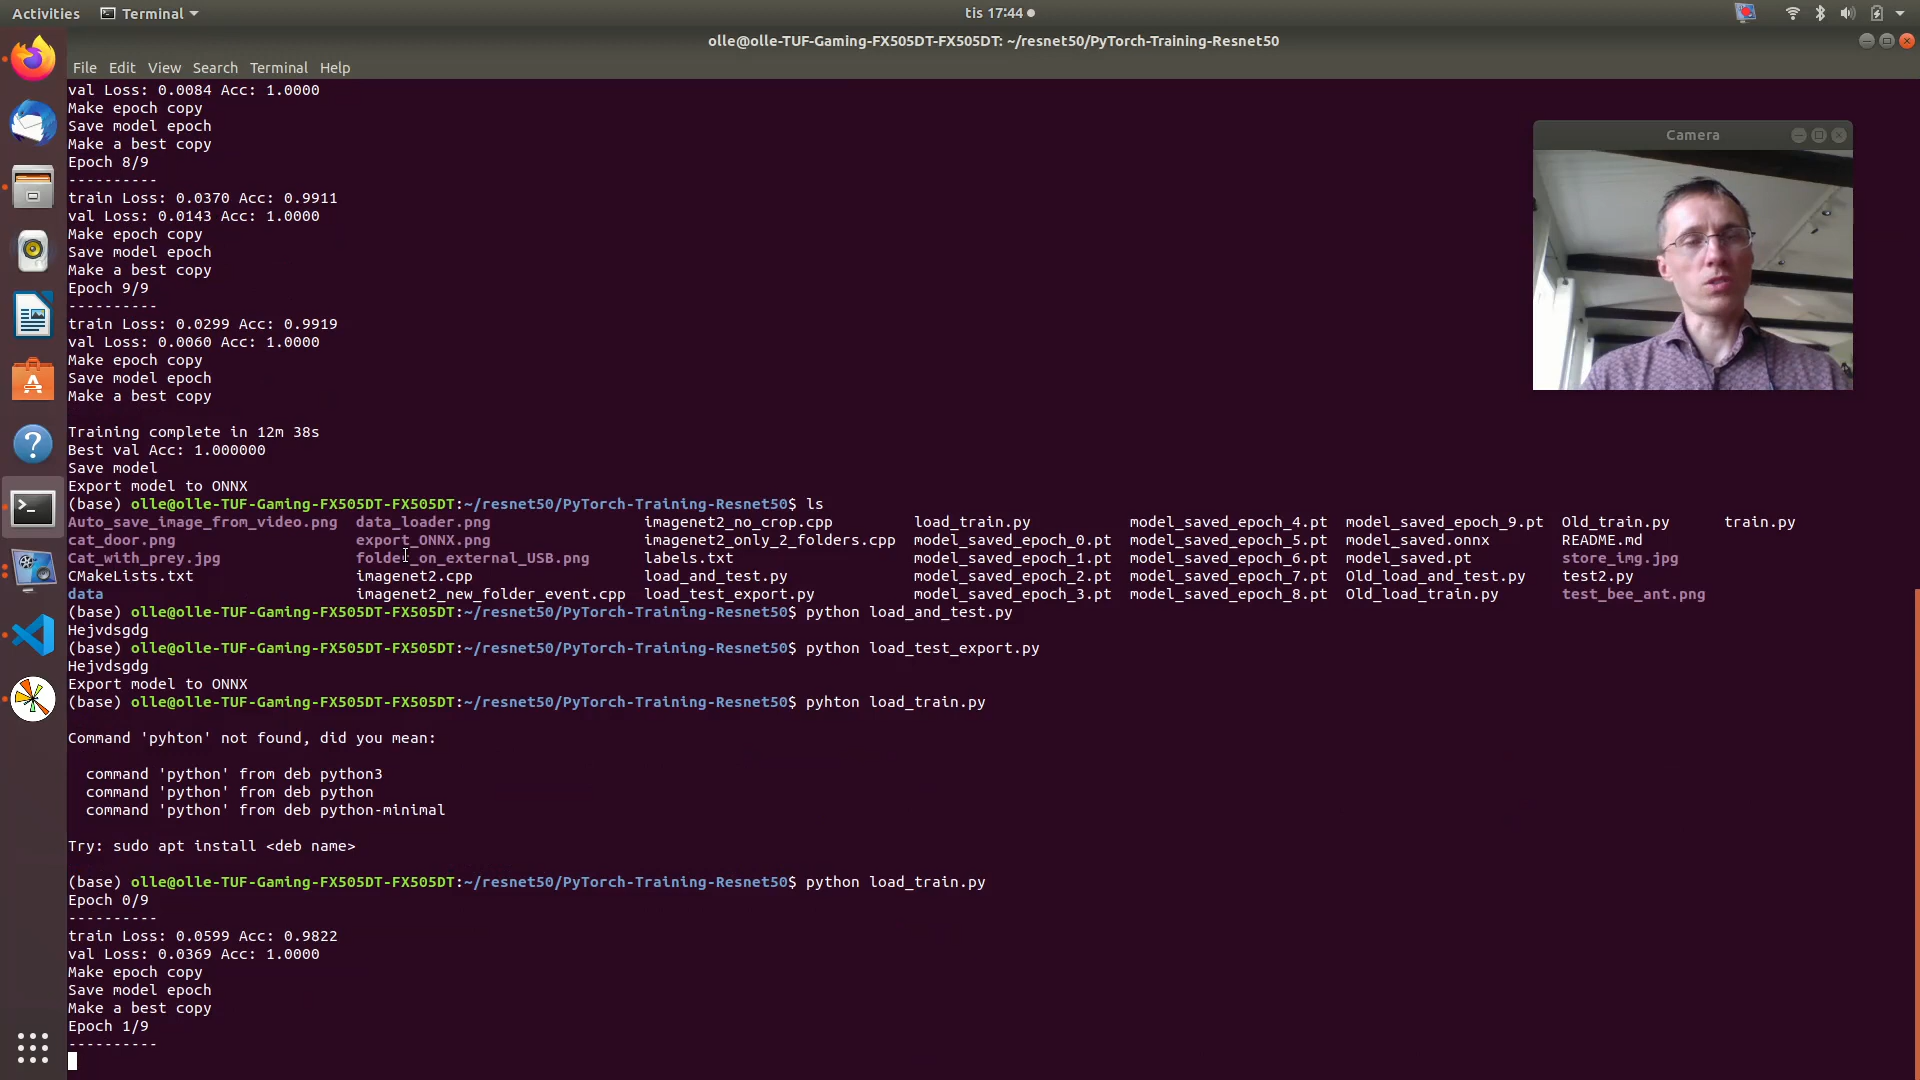 Activities Terminal tis 17:44
olle@olle-TUF-Gaming-FX505DT-FX505DT: ~/resnet50/PyTorch-Training-Resnet50
File Edit View Search Terminal Help
val Loss: 0.0084 Acc: 1.0000
Make epoch copy
Save model epoch
Make a best copy
Epoch 8/9
----------
train Loss: 0.0370 Acc: 0.9911
val Loss: 0.0143 Acc: 1.0000
Make epoch copy
Save model epoch
Make a best copy
Epoch 9/9
----------
train Loss: 0.0299 Acc: 0.9919
val Loss: 0.0060 Acc: 1.0000
Make epoch copy
Save model epoch
Make a best copy
Training complete in 12m 38s
Best val Acc: 1.000000
Save model
Export model to ONNX
(base) olle@olle-TUF-Gaming-FX505DT-FX505DT:~/resnet50/PyTorch-Training-Resnet50$ ls
Auto_save_image_from_video.png data_loader.png imagenet2_no_crop.cpp load_train.py model_saved_epoch_4.pt model_saved_epoch_9.pt Old_train.py train.py
cat_door.png export_ONNX.png imagenet2_only_2_folders.cpp model_saved_epoch_0.pt model_saved_epoch_5.pt model_saved.onnx README.md
Cat_with_prey.jpg folder_on_external_USB.png labels.txt model_saved_epoch_1.pt model_saved_epoch_6.pt model_saved.pt store_img.jpg
CMakeLists.txt imagenet2.cpp load_and_test.py model_saved_epoch_2.pt model_saved_epoch_7.pt Old_load_and_test.py test2.py
data imagenet2_new_folder_event.cpp load_test_export.py model_saved_epoch_3.pt model_saved_epoch_8.pt Old_load_train.py test_bee_ant.png
(base) olle@olle-TUF-Gaming-FX505DT-FX505DT:~/resnet50/PyTorch-Training-Resnet50$ python load_and_test.py
Hejvdsgdg
(base) olle@olle-TUF-Gaming-FX505DT-FX505DT:~/resnet50/PyTorch-Training-Resnet50$ python load_test_export.py
Hejvdsgdg
Export model to ONNX
(base) olle@olle-TUF-Gaming-FX505DT-FX505DT:~/resnet50/PyTorch-Training-Resnet50$ pyhton load_train.py
Command 'pyhton' not found, did you mean:
command 'python' from deb python3
command 'python' from deb python
command 'python' from deb python-minimal
Try: sudo apt install <deb name>
(base) olle@olle-TUF-Gaming-FX505DT-FX505DT:~/resnet50/PyTorch-Training-Resnet50$ python load_train.py
Epoch 0/9
----------
train Loss: 0.0599 Acc: 0.9822
val Loss: 0.0369 Acc: 1.0000
Make epoch copy
Save model epoch
Make a best copy
Epoch 1/9
----------
Camera